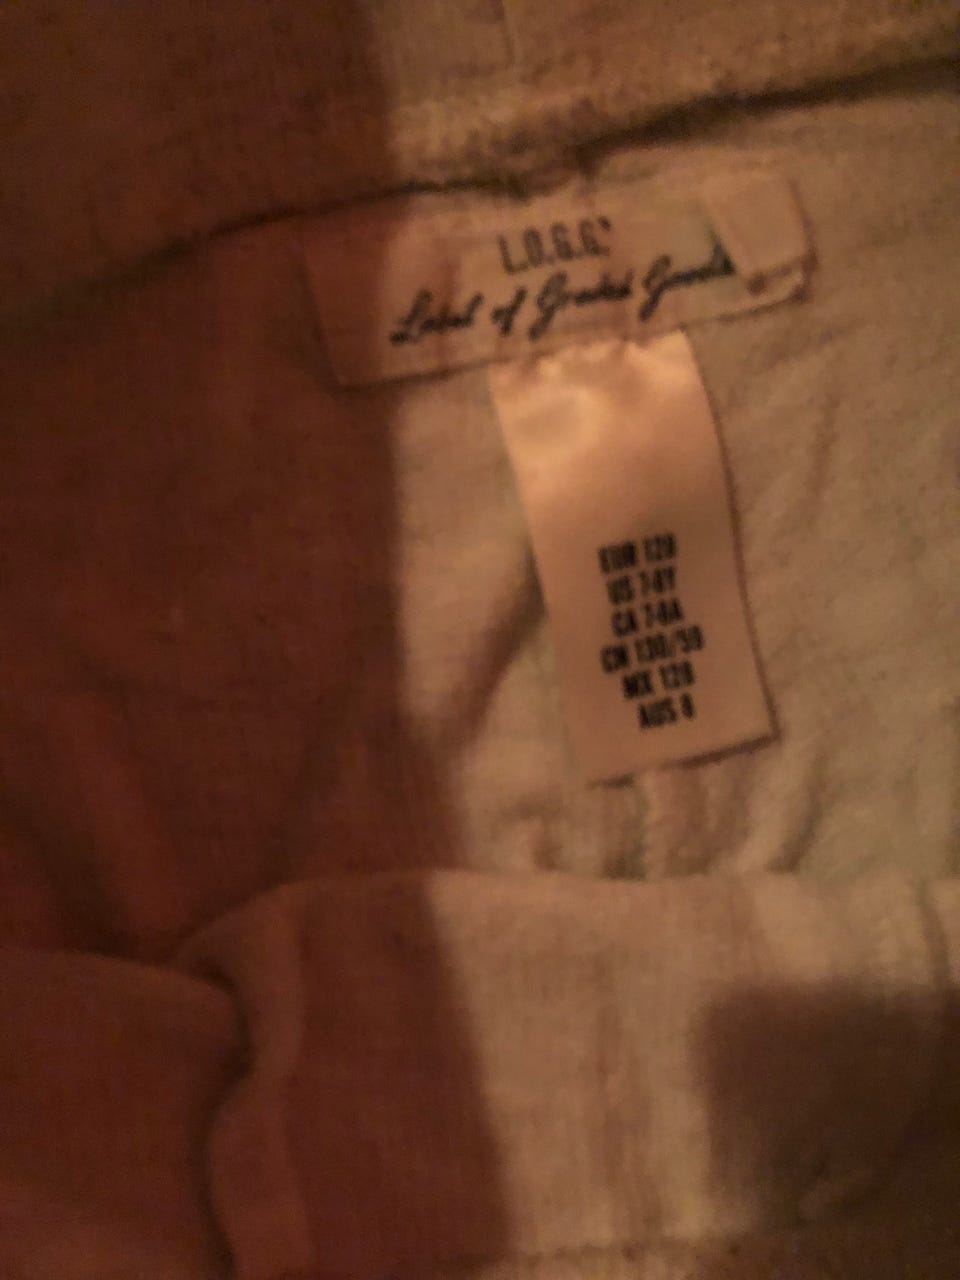 L.O.G.G.
Label of Graded Goods
EUR 128
US 7-8Y
CA 7-8A
CN 130/59
MX 128
AUS 8